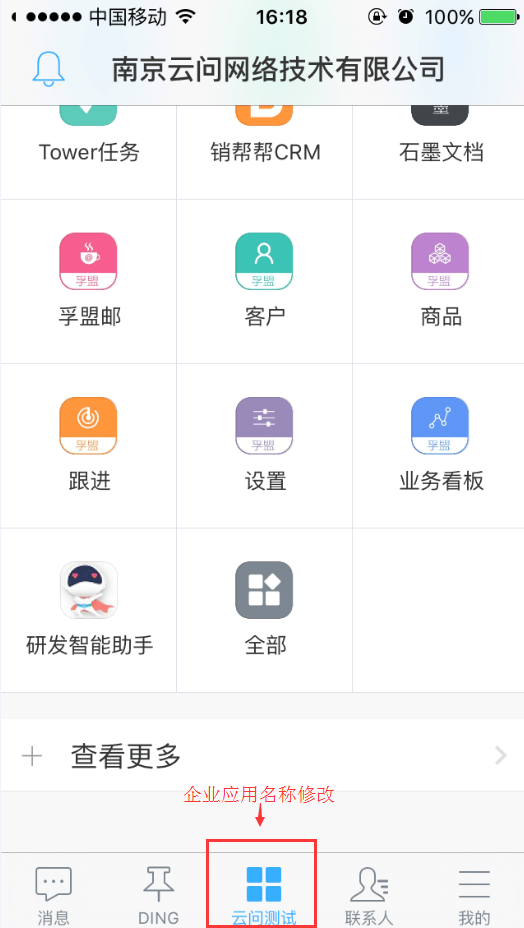 中国移动 16:18 100%
南京云问网络技术有限公司
Tower任务 销帮帮CRM 石墨文档
孚盟 孚盟 孚盟
孚盟邮 客户 商品
孚盟 孚盟 孚盟
跟进 设置 业务看板
研发智能助手 全部
查看更多
企业应用名称修改
消息 DING 云问测试 联系人 我的